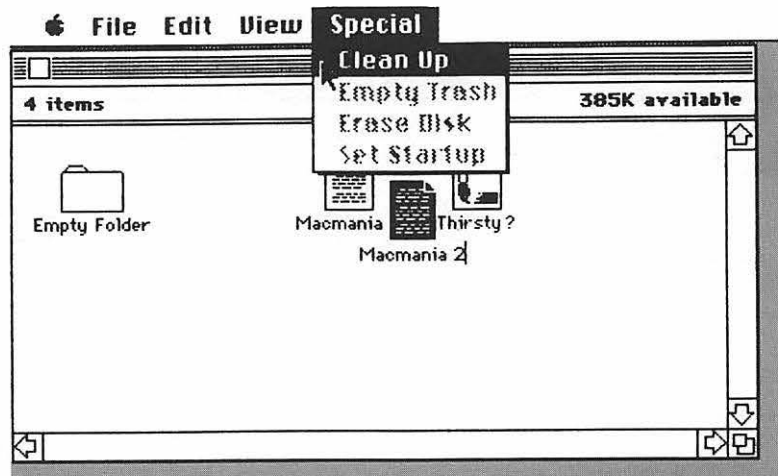 File Edit View Special
Clean Up
Empty Trash
Erase Disk
Set Startup
4 items
385K available
Empty Folder
Macmania
Thirsty?
Macmania 2